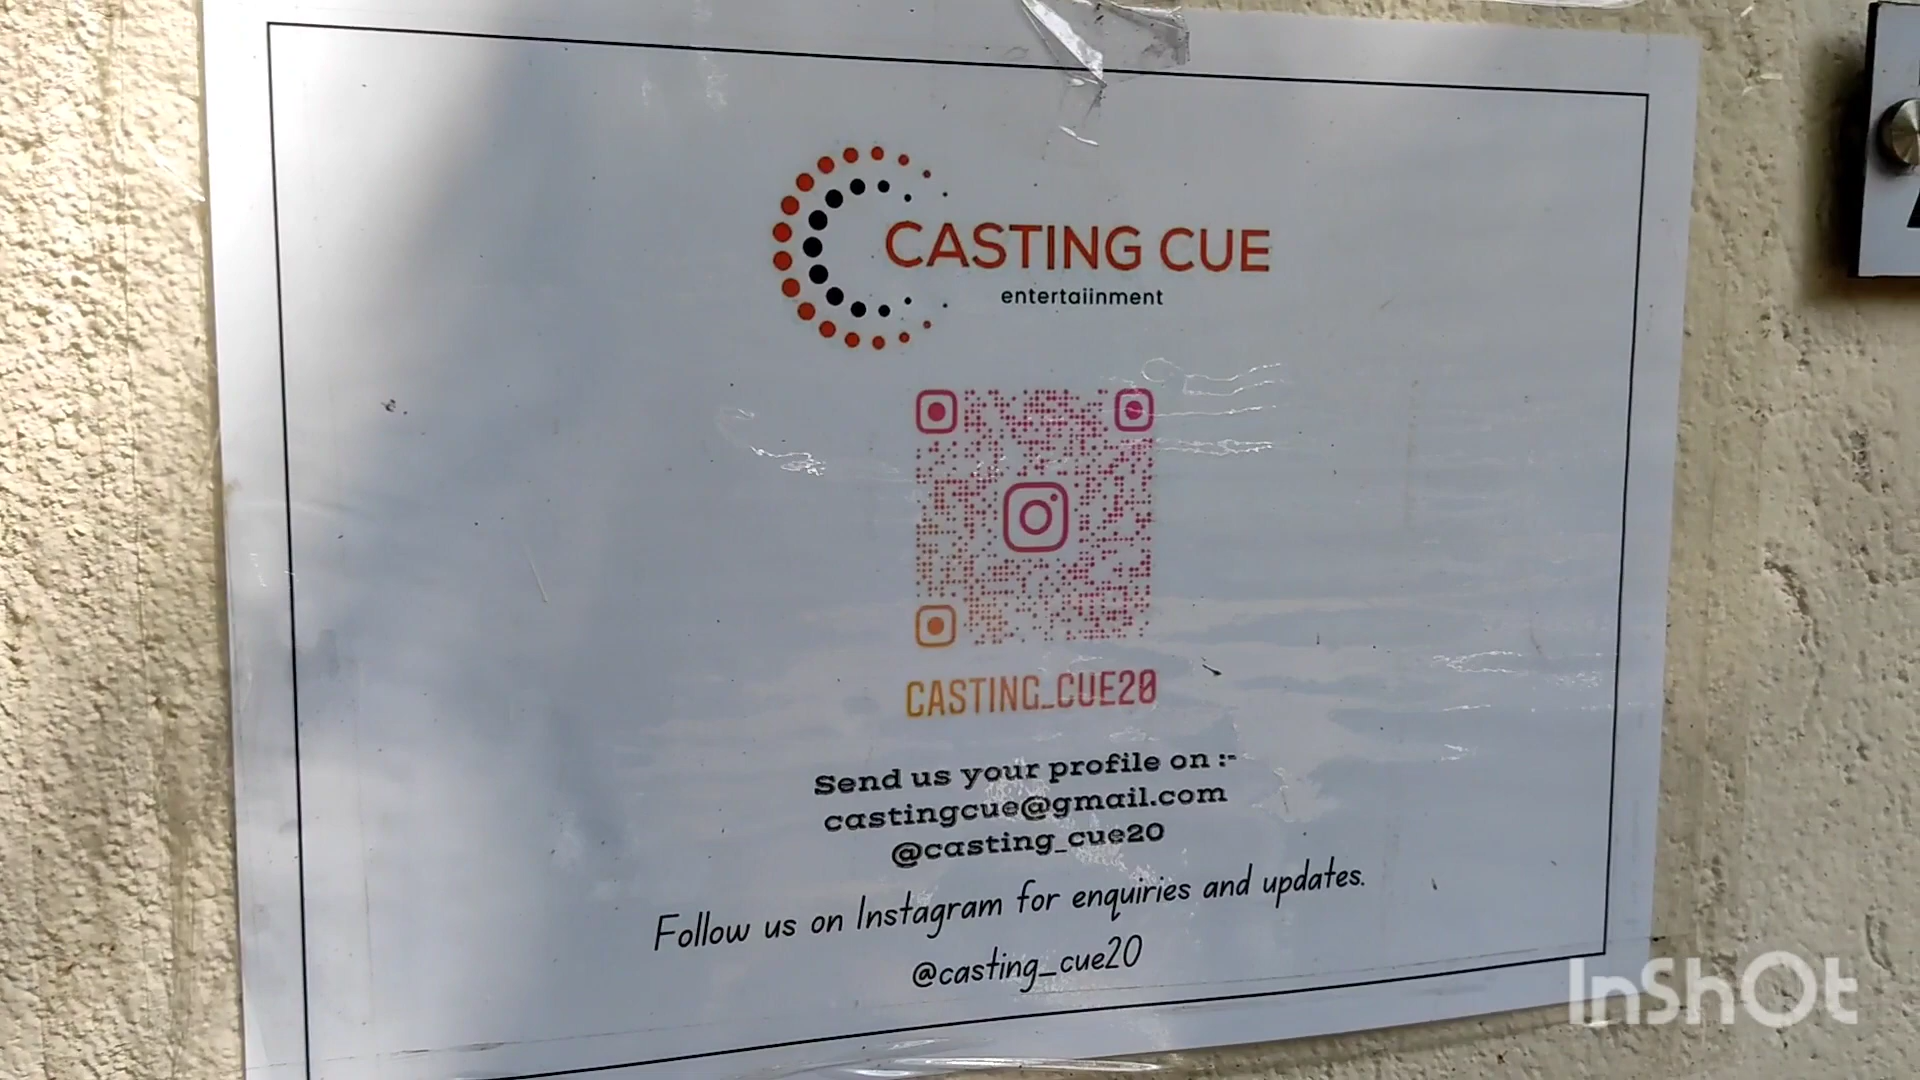 CASTING CUE
entertaiinment
CASTING_CUE20
Send us your profile on :-
castingcue@gmail.com
@casting_cue20
Follow us on Instagram for enquiries and updates.
@casting_cue20
InShOt